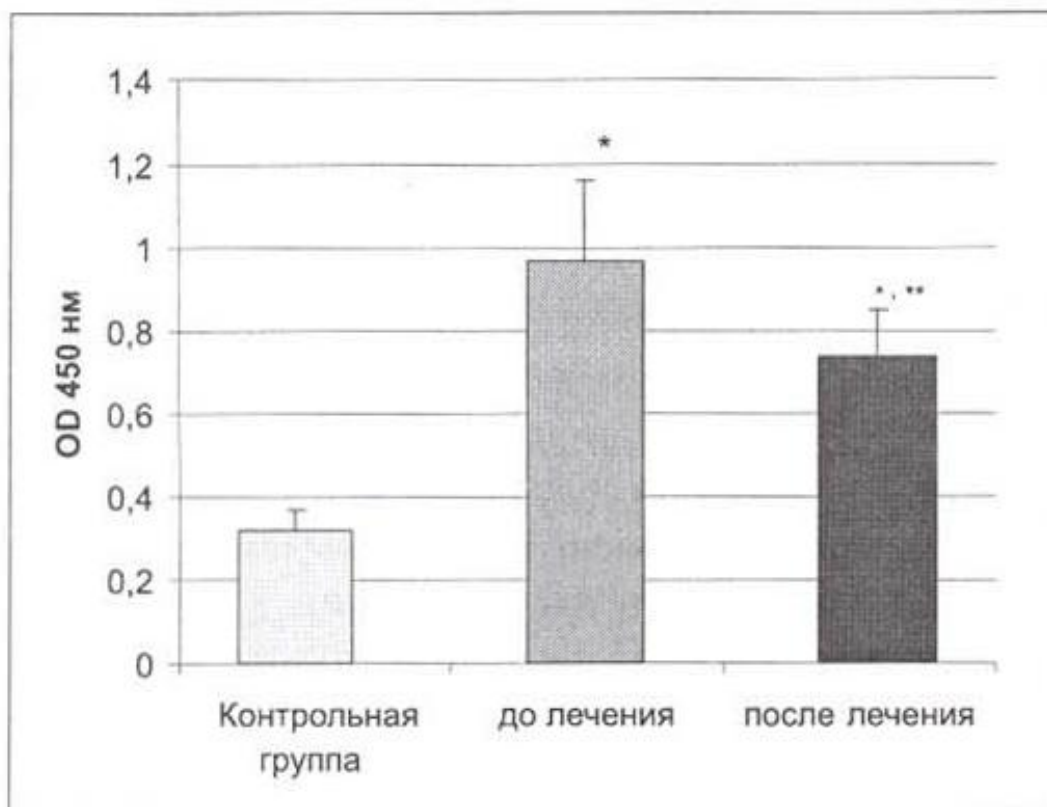 OD 450 нм
1,4
1,2
1
0,8
0,6
0,4
0,2
0
*
*, **
Контрольная
группа
до лечения
после лечения